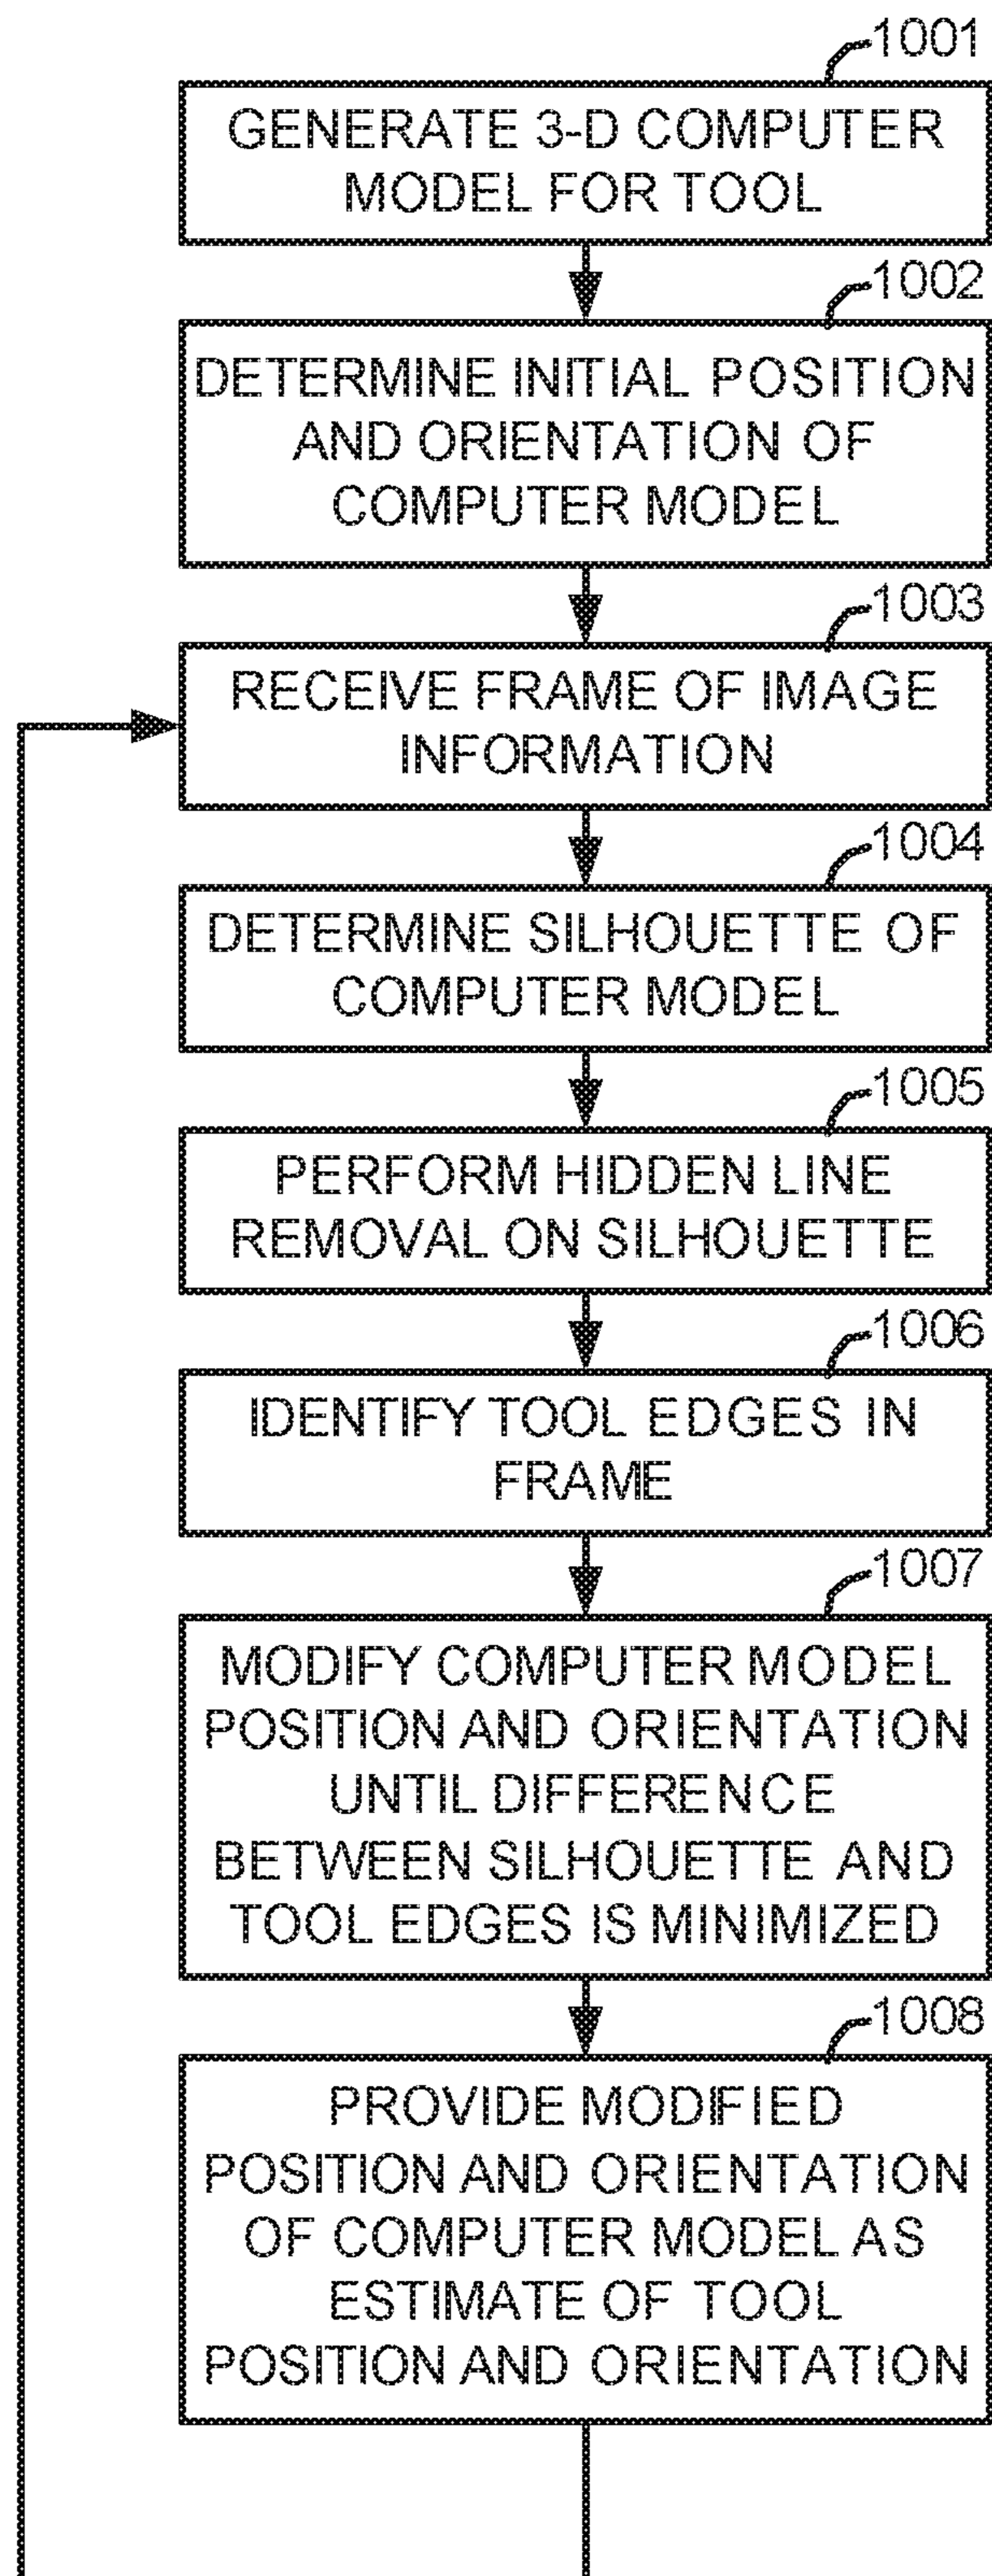 1001
GENERATE 3-D COMPUTER
MODEL FOR TOOL
1002
DETERMINE INITIAL POSITION
AND ORIENTATION OF
COMPUTER MODEL
1003
RECEIVE FRAME OF IMAGE
INFORMATION
1004
DETERMINE SILHOUETTE OF
COMPUTER MODEL
1005
PERFORM HIDDEN LINE
REMOVAL ON SILHOUETTE
1006
IDENTIFY TOOL EDGES IN
FRAME
1007
MODIFY COMPUTER MODEL
POSITION AND ORIENTATION
UNTIL DIFFERENCE
BETWEEN SILHOUETTE AND
TOOL EDGES IS MINIMIZED
1008
PROVIDE MODIFIED
POSITION AND ORIENTATION
OF COMPUTER MODEL AS
ESTIMATE OF TOOL
POSITION AND ORIENTATION